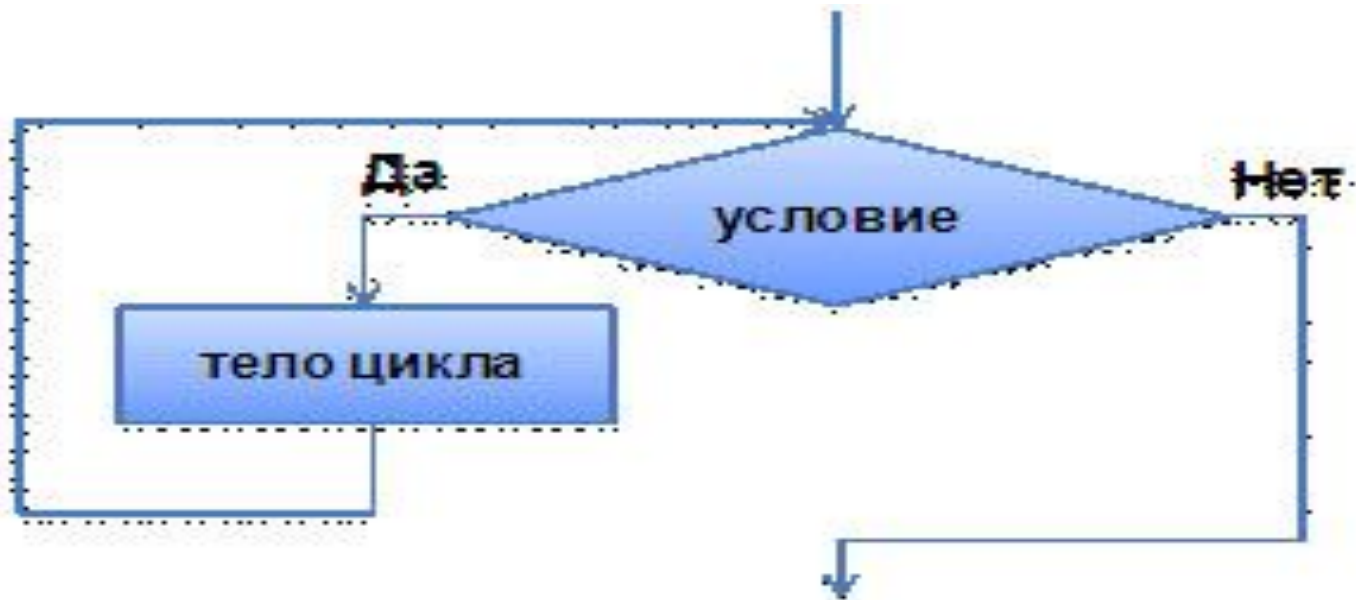 Да
Нет
условие
тело цикла